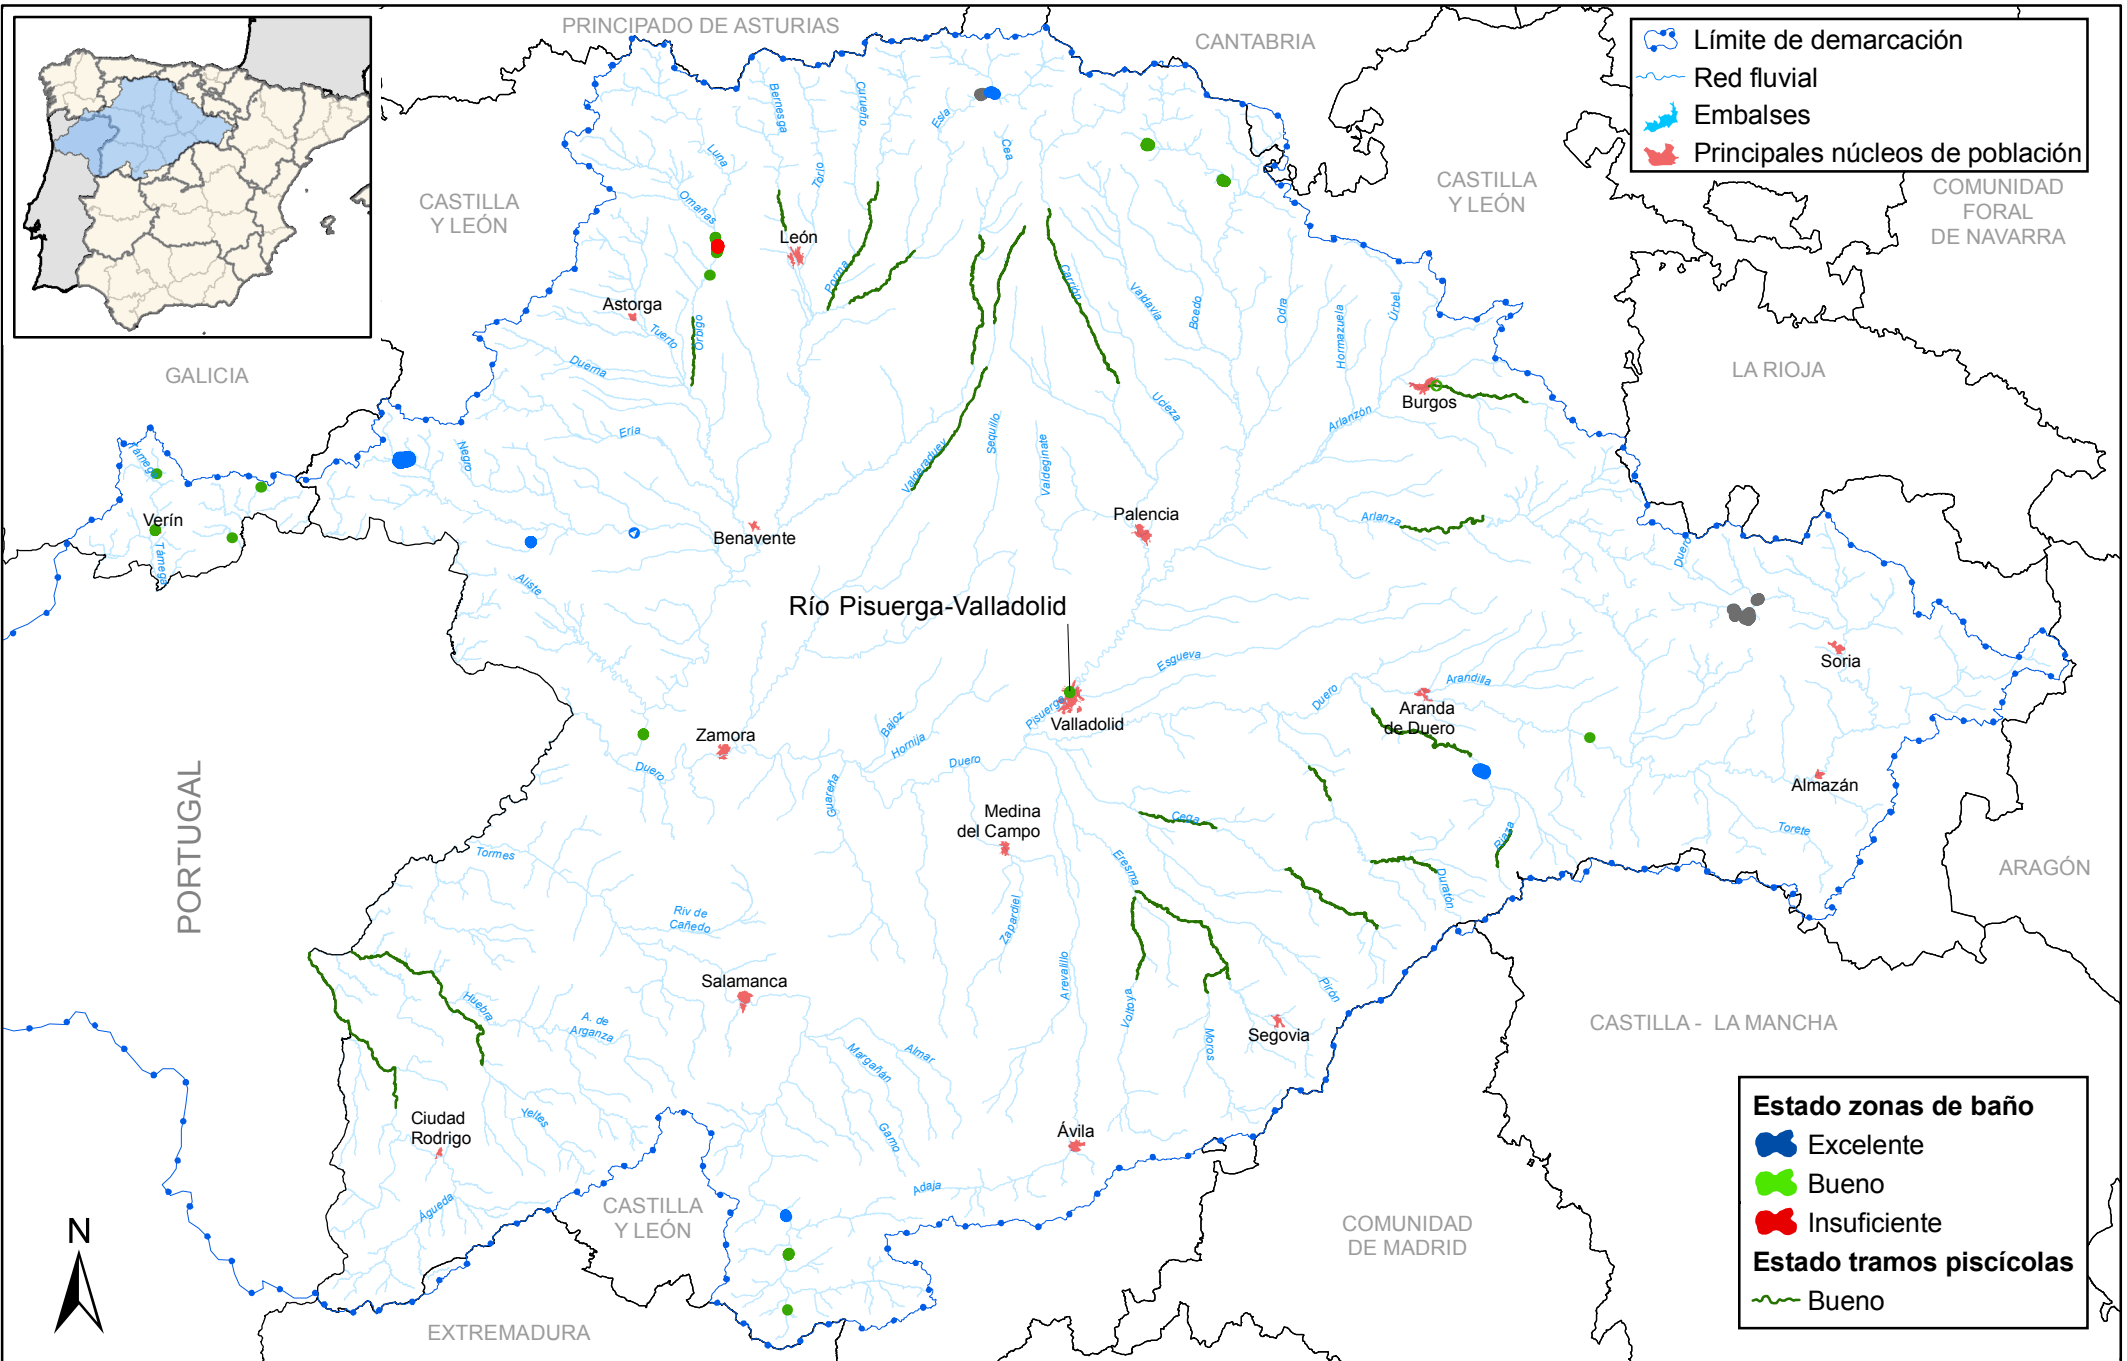 PRINCIPADO DE ASTURIAS
CANTABRIA
Límite de demarcación
Red fluvial
Embalses
Principales núcleos de población
CASTILLA
Y LEÓN
CASTILLA
Y LEÓN
COMUNIDAD
FORAL
DE NAVARRA
Bernesga
Curueño
Esla
Cea
Luna
Torío
Omañas
León
Porma
Carrión
Valdavia
Boedo
Odra
Hormazuela
Úrbel
Astorga
Tuerto
Orbigo
Duerna
GALICIA
LA RIOJA
Burgos
Ucieza
Arlanzón
Eria
Negro
Valderaduey
Sequillo
Valdeginate
Támega
Verín
Támega
Palencia
Arlanza
Benavente
Duero
Aliste
Río Pisuerga-Valladolid
Esgueva
Soria
Arandilla
Duero
Aranda
de Duero
Pisuerga
Valladolid
Bajoz
Hornija
Zamora
Duero
Duero
Guareña
Almazán
PORTUGAL
Medina
del Campo
Cega
Torete
Riaza
Tormes
Eresma
Duratón
ARAGÓN
Zapardiel
Riv de
Cañedo
Arevalillo
Salamanca
Voltoya
Pirón
Huebra
A. de
Arganza
Moros
Segovia
CASTILLA - LA MANCHA
Margañán
Almar
Ciudad
Rodrigo
Yeltes
Gamo
Ávila
Adaja
Águeda
CASTILLA
Y LEÓN
COMUNIDAD
DE MADRID
EXTREMADURA
N
Estado zonas de baño
Excelente
Bueno
Insuficiente
Estado tramos piscícolas
Bueno